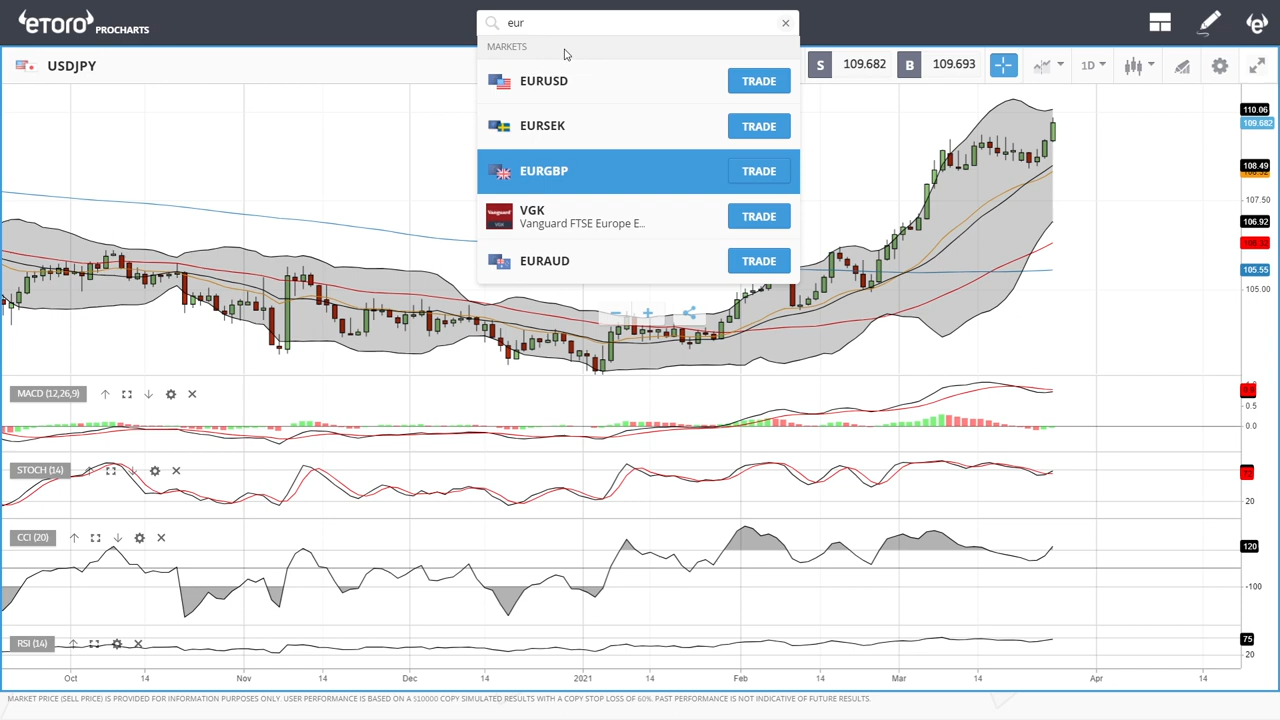 etoro PROCHARTS
eur
MARKETS
USDJPY
S 109.682 B 109.693
1D
EURUSD TRADE
EURSEK TRADE
EURGBP TRADE
VGK
Vanguard FTSE Europe E... TRADE
EURAUD TRADE
110.06
109.682
108.49
107.50
106.92
105.55
105.00
MACD (12,26,9)
0.5
0.0
STOCH (14)
20
CCI (20)
120
-100
RSI (14)
75
20
Oct 14 Nov 14 Dec 14 2021 14 Feb 14 Mar 14 Apr 14
MARKET PRICE (SELL PRICE) IS PROVIDED FOR INFORMATION PURPOSES ONLY. USER PERFORMANCE IS BASED ON A $10000 COPY SIMULATED RESULTS WITH A COPY STOP LOSS OF 60%. PAST PERFORMANCE IS NOT INDICATIVE OF FUTURE RESULTS.